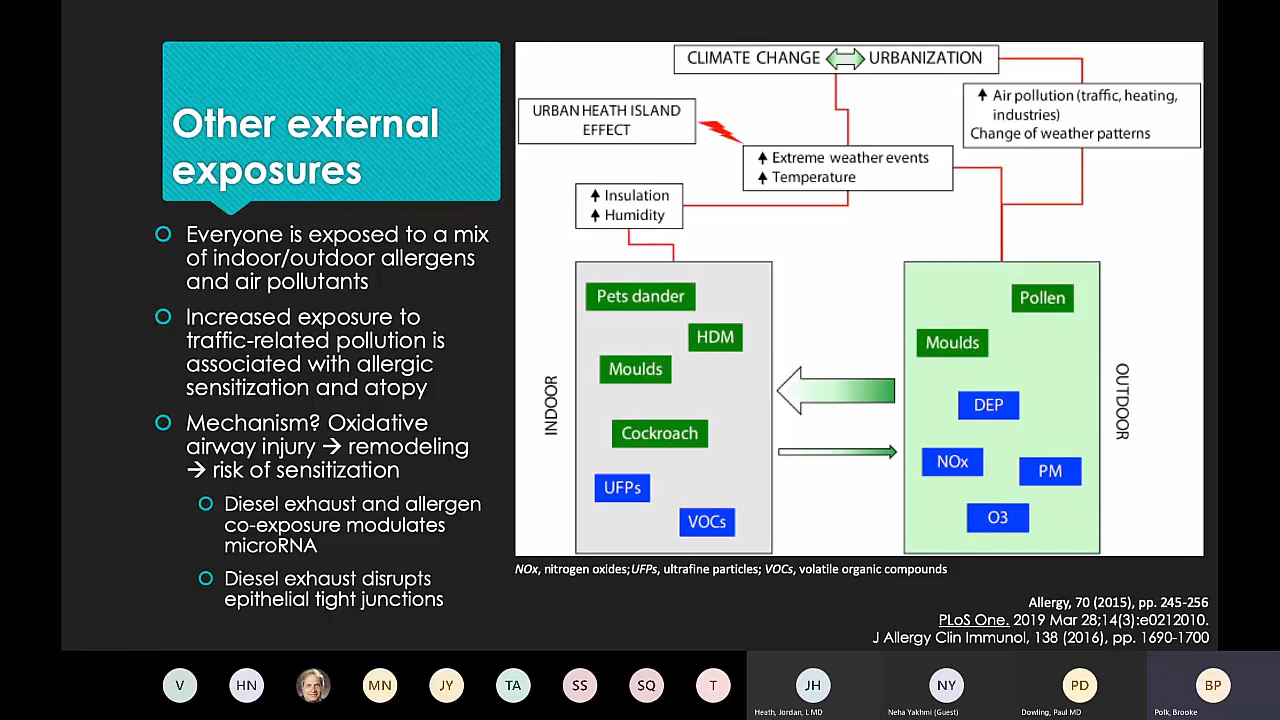 Other external
exposures
Everyone is exposed to a mix
of indoor/outdoor allergens
and air pollutants
Increased exposure to
traffic-related pollution is
associated with allergic
sensitization and atopy
Mechanism? Oxidative
airway injury → remodeling
→ risk of sensitization
Diesel exhaust and allergen
co-exposure modulates
microRNA
Diesel exhaust disrupts
epithelial tight junctions
CLIMATE CHANGE URBANIZATION
URBAN HEATH ISLAND
EFFECT
Air pollution (traffic, heating,
industries)
Change of weather patterns
Extreme weather events
Temperature
Insulation
Humidity
INDOOR
Pets dander
HDM
Moulds
Cockroach
UFPs
VOCs
Pollen
Moulds
DEP
NOx
PM
O3
OUTDOOR
NOx, nitrogen oxides;UFPs, ultrafine particles; VOCs, volatile organic compounds
Allergy, 70 (2015), pp. 245-256
PLoS One. 2019 Mar 28;14(3):e0212010.
J Allergy Clin Immunol, 138 (2016), pp. 1690-1700
V
HN
MN
JY
TA
SS
SQ
T
JH
Heath, Jordan, L MD
NY
Neha Yakhmi (Guest)
PD
Dowling, Paul MD
BP
Polk, Brooke